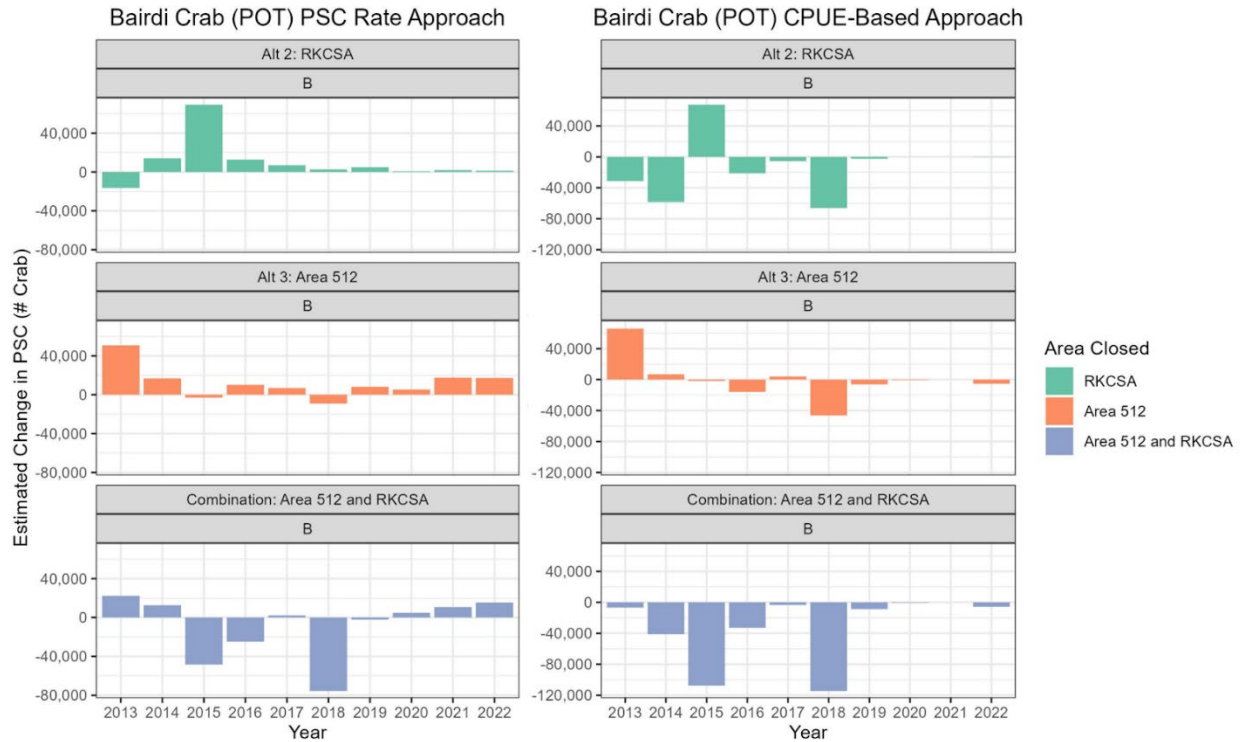 Bairdi Crab (POT) PSC Rate Approach
Bairdi Crab (POT) CPUE-Based Approach
Estimated Change in PSC (# Crab)
Alt 2: RKCSA
B
40,000
0
-40,000
-80,000
Alt 3: Area 512
B
40,000
0
-40,000
-80,000
Combination: Area 512 and RKCSA
B
40,000
0
-40,000
-80,000
2013 2014 2015 2016 2017 2018 2019 2020 2021 2022
Year
Alt 2: RKCSA
B
40,000
0
-40,000
-80,000
-120,000
Alt 3: Area 512
B
40,000
0
-40,000
-80,000
-120,000
Combination: Area 512 and RKCSA
B
40,000
0
-40,000
-80,000
-120,000
2013 2014 2015 2016 2017 2018 2019 2020 2021 2022
Year
Area Closed
RKCSA
Area 512
Area 512 and RKCSA